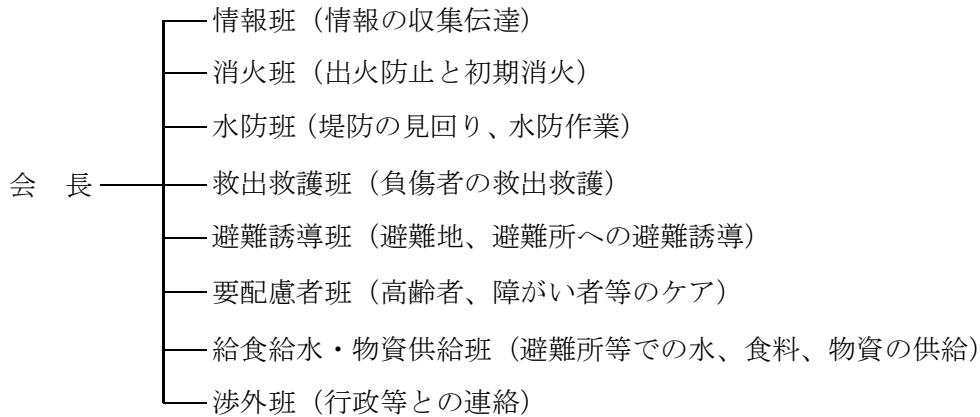 情報班（情報の収集伝達）
消火班（出火防止と初期消火）
水防班（堤防の見回り、水防作業）
会　長
救出救護班（負傷者の救出救護）
避難誘導班（避難地、避難所への避難誘導）
要配慮者班（高齢者、障がい者等のケア）
給食給水・物資供給班（避難所等での水、食料、物資の供給）
渉外班（行政等との連絡）